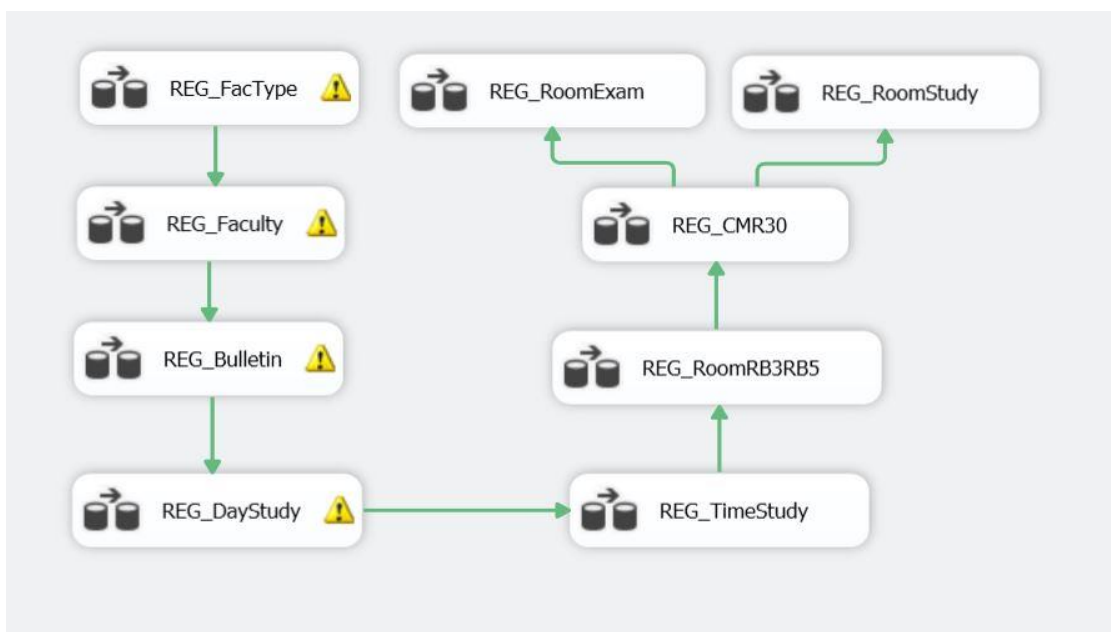 REG_FacType
REG_RoomExam
REG_RoomStudy
REG_Faculty
REG_CMR30
REG_Bulletin
REG_RoomRB3RB5
REG_DayStudy
REG_TimeStudy